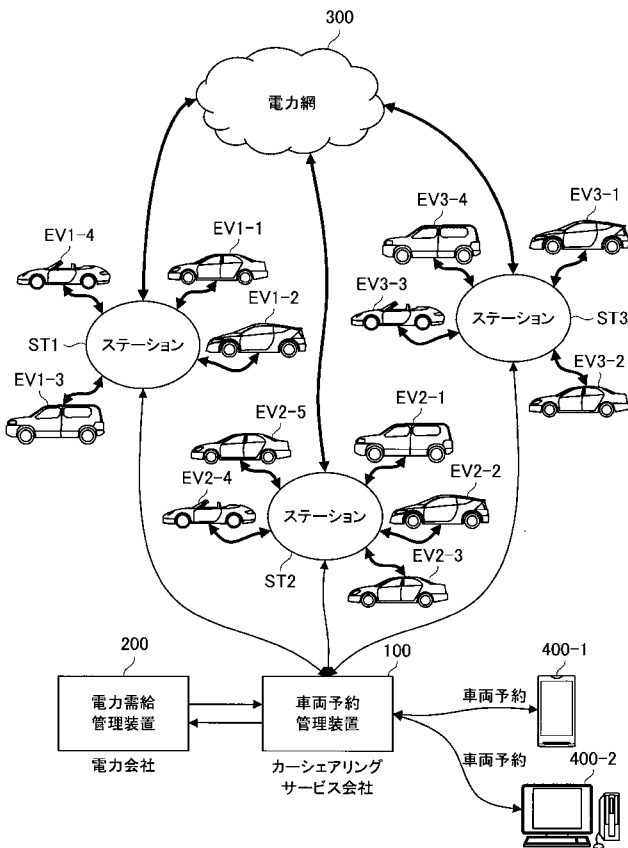 300
電力網
EV3-4
EV3-1
EV1-4
EV1-1
EV3-3
EV1-2
ステーション
ST3
ST1
ステーション
EV1-3
EV3-2
EV2-5
EV2-1
EV2-4
EV2-2
ステーション
ST2
EV2-3
200
100
400-1
電力需給
管理装置
車両予約
管理装置
車両予約
電力会社
カーシェアリング
サービス会社
車両予約
400-2